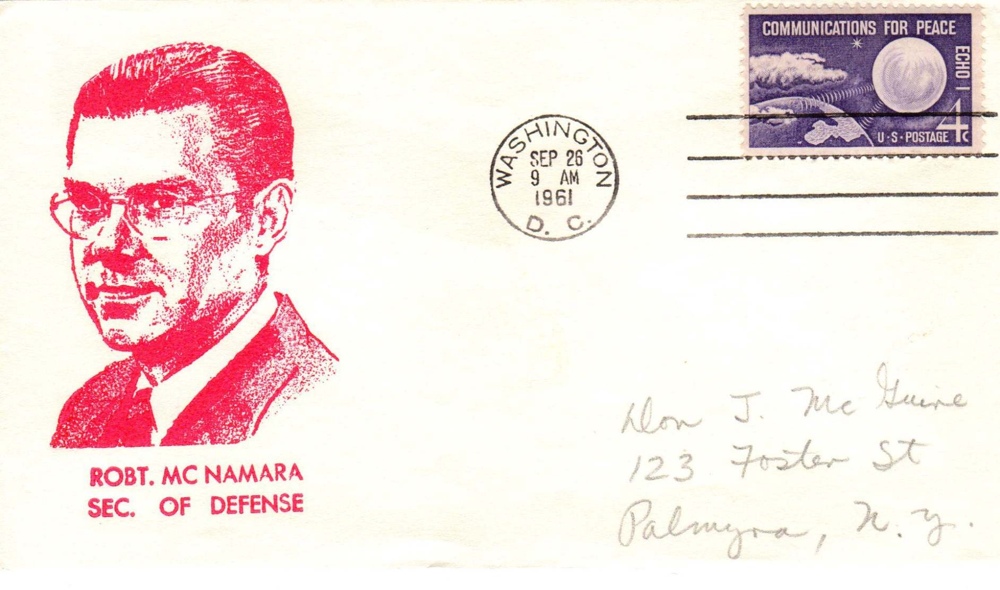 COMMUNICATIONS FOR PEACE
ECHO I
4c
U·S·POSTAGE
WASHINGTON
SEP 26
9 AM
1961
D. C.
Don J. McGuire
123 Foster St
Palmyra, N. Y.
ROBT. MC NAMARA
SEC. OF DEFENSE